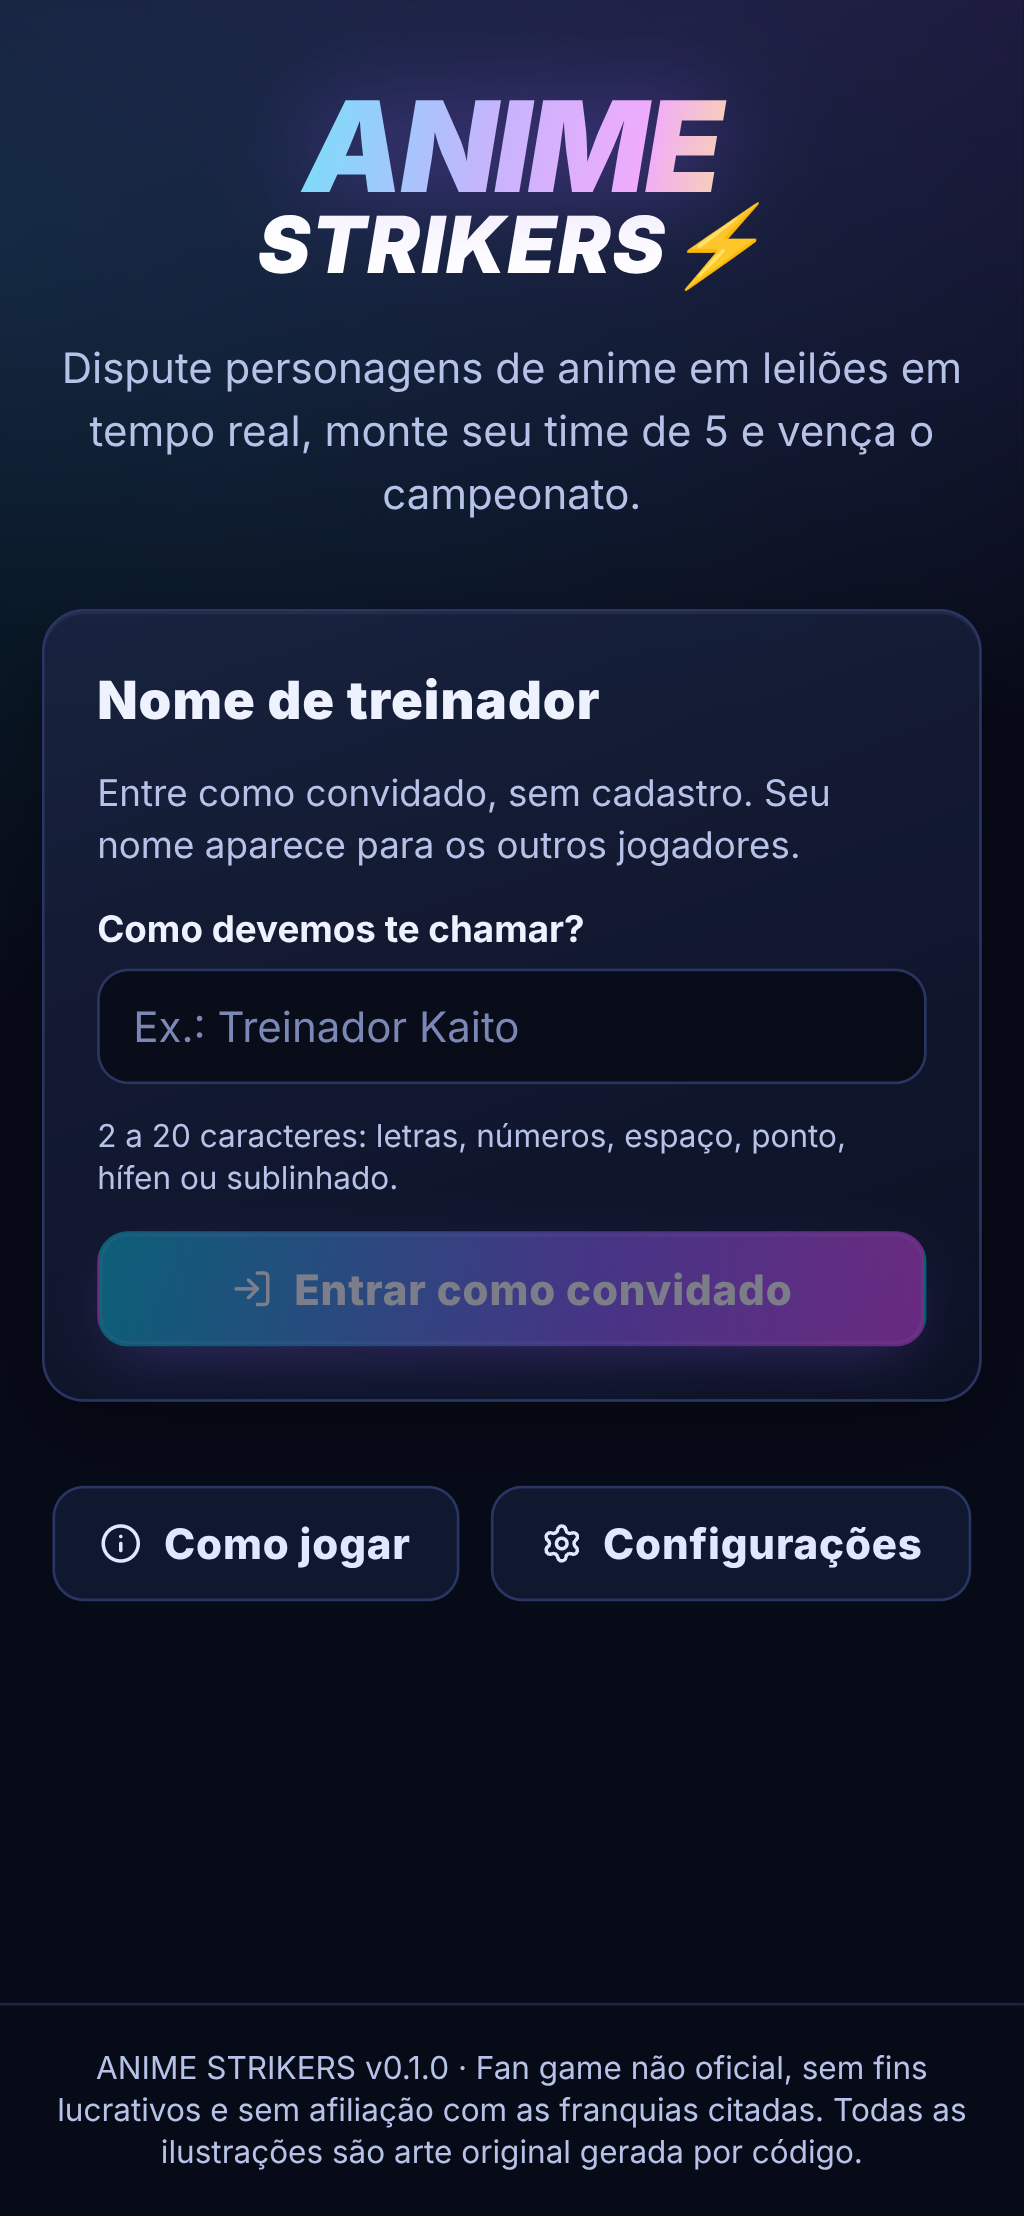 ANIME
STRIKERS⚡
Dispute personagens de anime em leilões em
tempo real, monte seu time de 5 e vença o
campeonato.
Nome de treinador
Entre como convidado, sem cadastro. Seu
nome aparece para os outros jogadores.
Como devemos te chamar?
Ex.: Treinador Kaito
2 a 20 caracteres: letras, números, espaço, ponto,
hífen ou sublinhado.
Entrar como convidado
Como jogar
Configurações
ANIME STRIKERS v0.1.0 · Fan game não oficial, sem fins
lucrativos e sem afiliação com as franquias citadas. Todas as
ilustrações são arte original gerada por código.